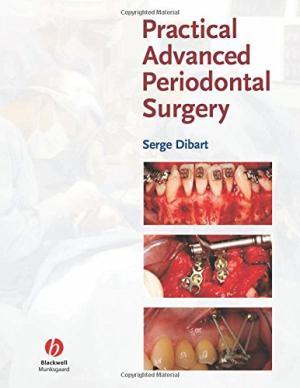 Practical
Advanced
Periodontal
Surgery
Serge Dibart
Blackwell
Munksgaard